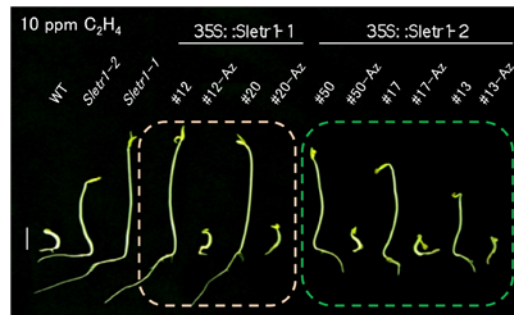 10 ppm C₂H₄
35S::Sletr1-1
35S::Sletr1-2
WT
Sletr1-2
Sletr1-1
#12
#12-Az
#20
#20-Az
#50
#50-Az
#17
#17-Az
#13
#13-Az